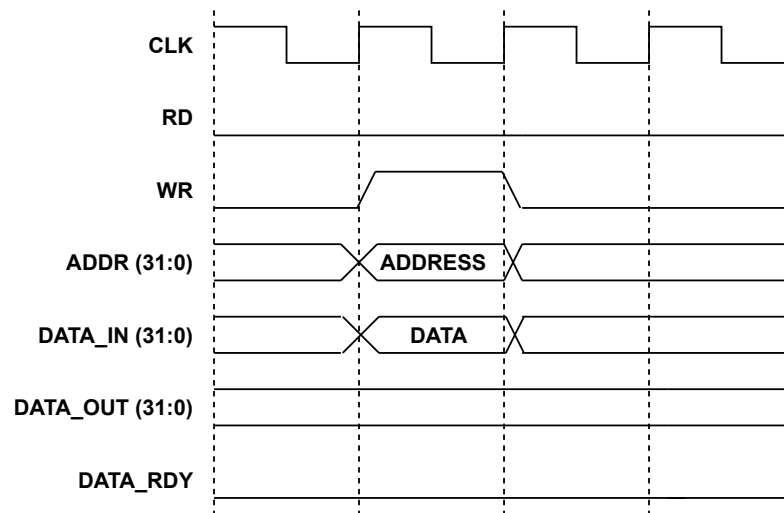 CLK
RD
WR
ADDR (31:0)
ADDRESS
DATA_IN (31:0)
DATA
DATA_OUT (31:0)
DATA_RDY